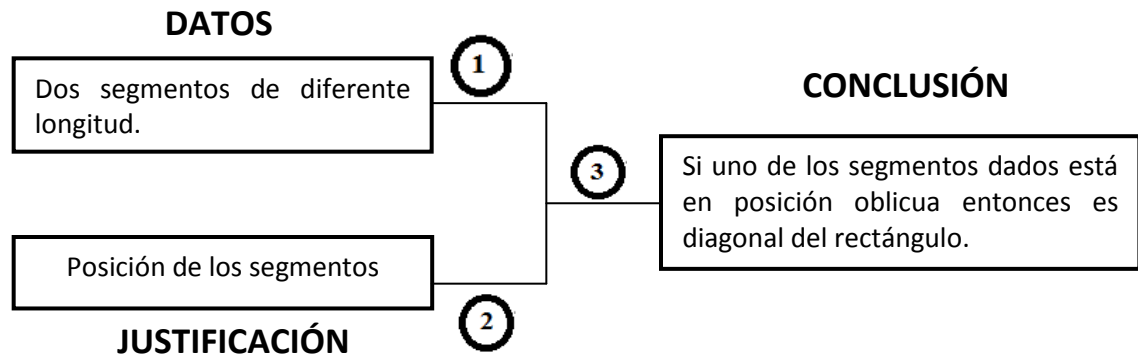 DATOS
1
Dos segmentos de diferente
longitud.
CONCLUSIÓN
3
Si uno de los segmentos dados está
en posición oblicua entonces es
diagonal del rectángulo.
Posición de los segmentos
2
JUSTIFICACIÓN